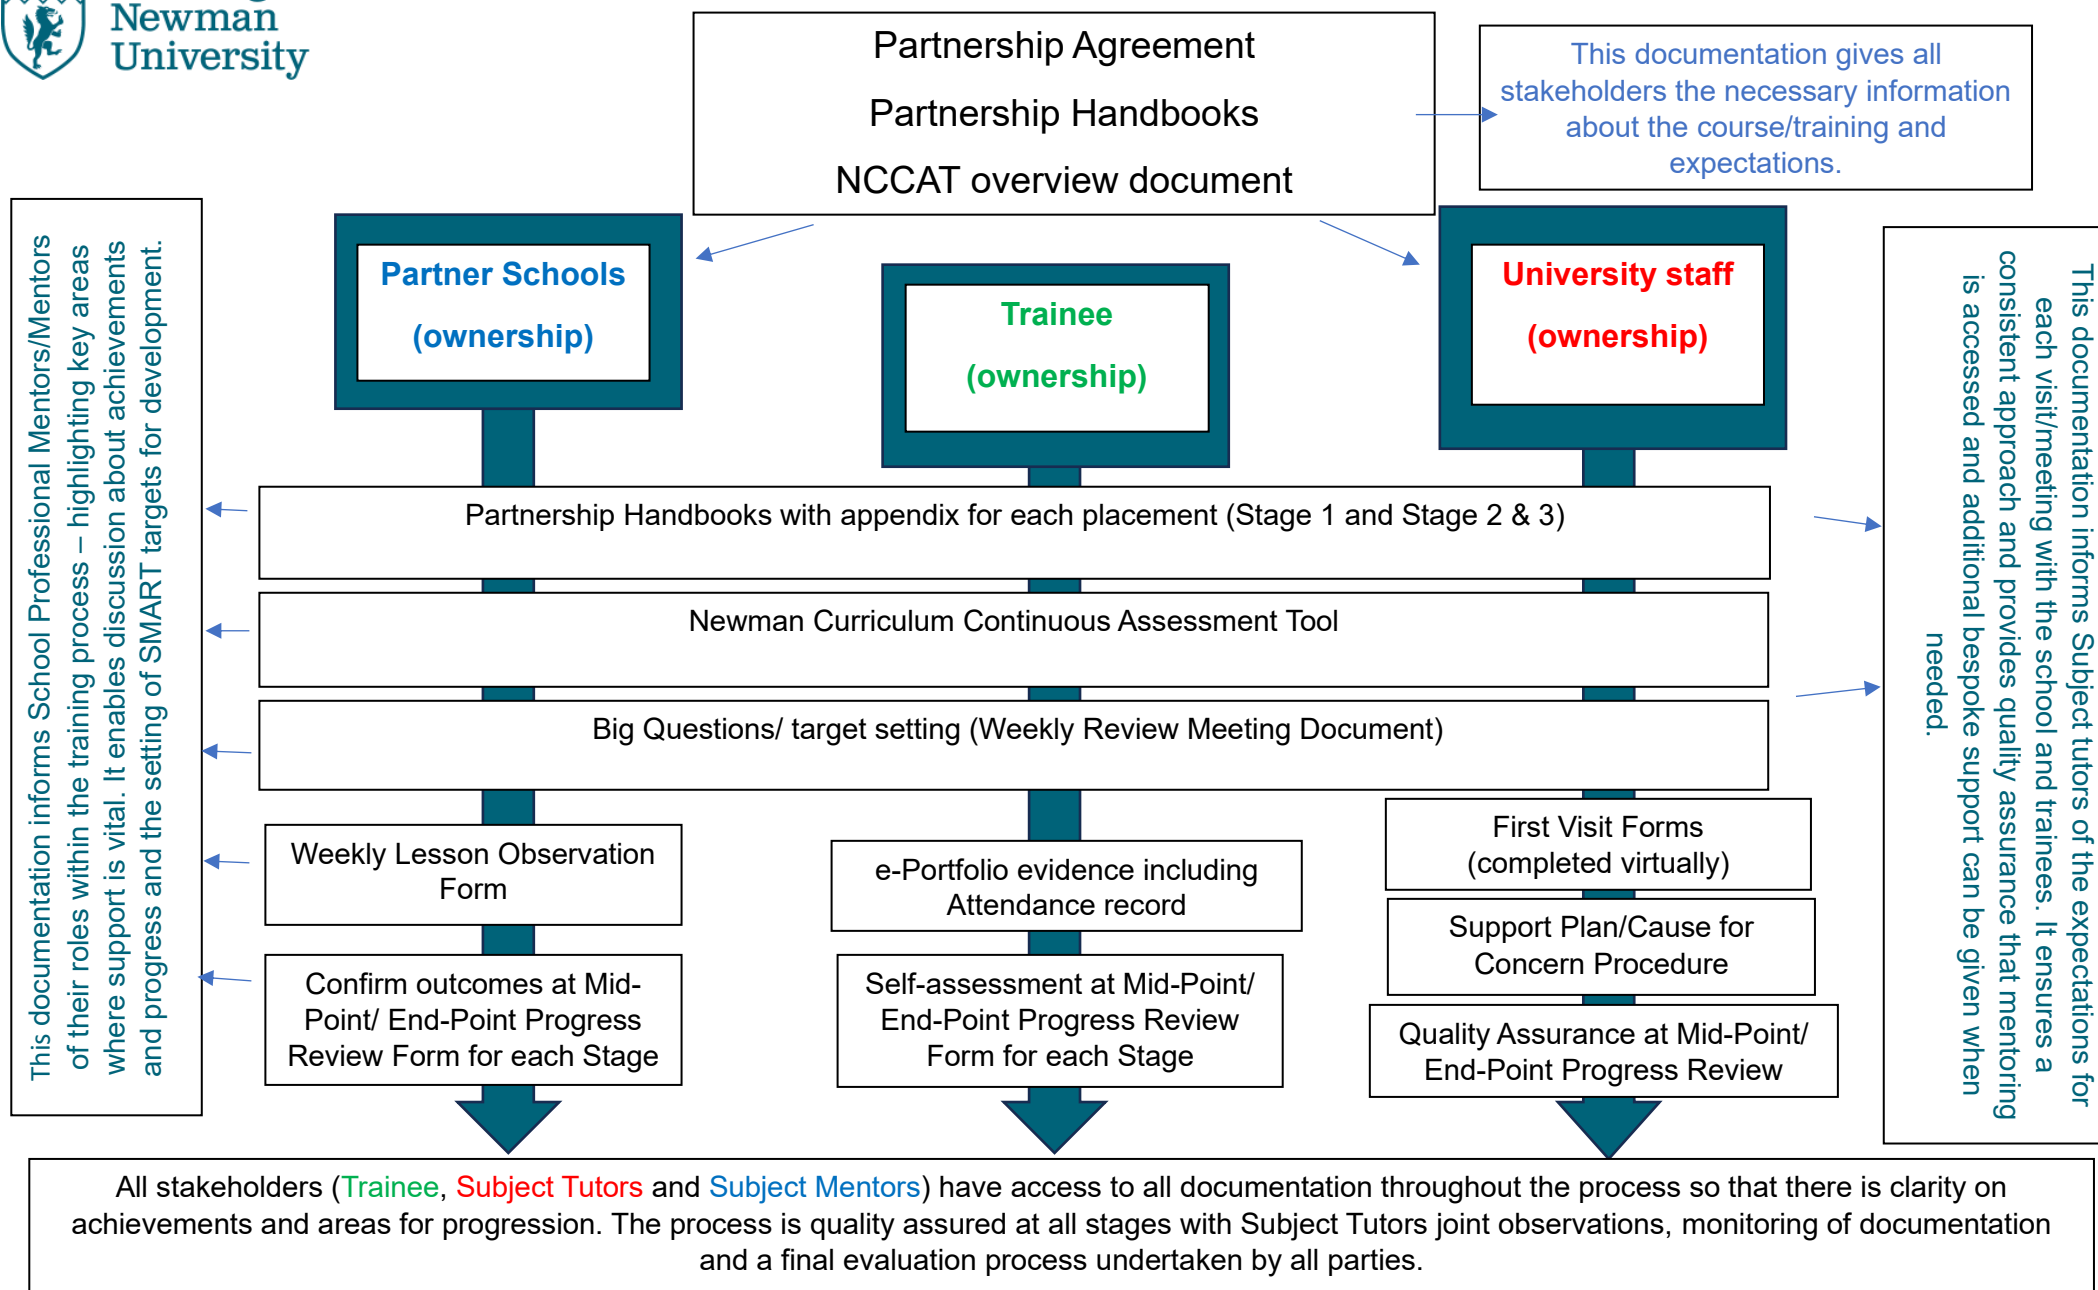 Newman
University
Partnership Agreement
Partnership Handbooks
NCCAT overview document
This documentation gives all
stakeholders the necessary information
about the course/training and
expectations.
This documentation informs School Professional Mentors/Mentors
of their roles within the training process – highlighting key areas
where support is vital. It enables discussion about achievements
and progress and the setting of SMART targets for development.
Partner Schools
(ownership)
Trainee
(ownership)
University staff
(ownership)
This documentation informs Subject tutors of the expectations for
each visit/meeting with the school and trainees. It ensures a
consistent approach and provides quality assurance that mentoring
is accessed and additional bespoke support can be given when
needed.
Partnership Handbooks with appendix for each placement (Stage 1 and Stage 2 & 3)
Newman Curriculum Continuous Assessment Tool
Big Questions/ target setting (Weekly Review Meeting Document)
Weekly Lesson Observation
Form
Confirm outcomes at Mid-
Point/ End-Point Progress
Review Form for each Stage
e-Portfolio evidence including
Attendance record
Self-assessment at Mid-Point/
End-Point Progress Review
Form for each Stage
First Visit Forms
(completed virtually)
Support Plan/Cause for
Concern Procedure
Quality Assurance at Mid-Point/
End-Point Progress Review
All stakeholders (Trainee, Subject Tutors and Subject Mentors) have access to all documentation throughout the process so that there is clarity on
achievements and areas for progression. The process is quality assured at all stages with Subject Tutors joint observations, monitoring of documentation
and a final evaluation process undertaken by all parties.